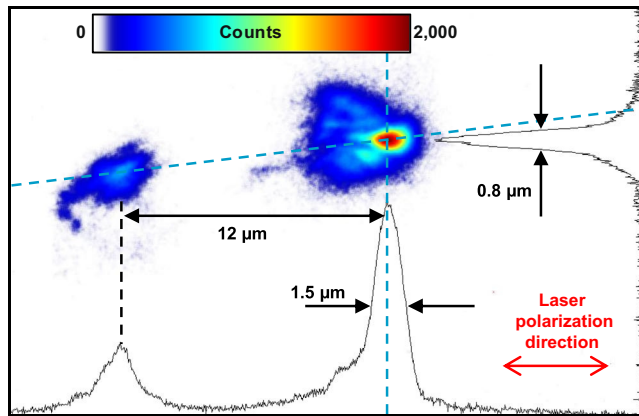 0 Counts 2,000
0.8 µm
12 µm
1.5 µm
Laser
polarization
direction